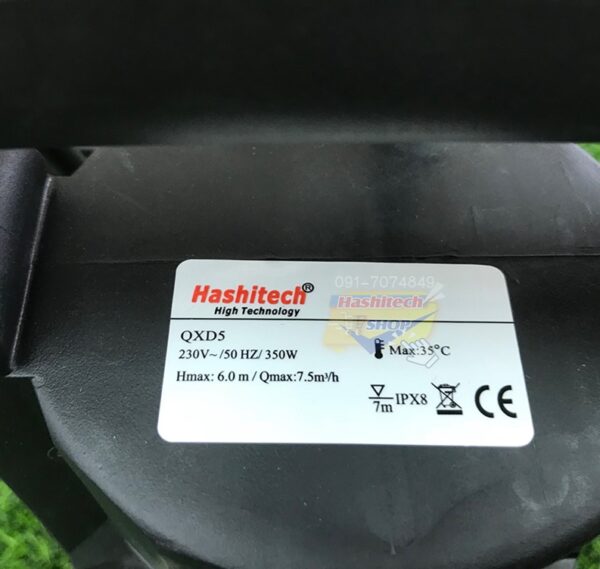 091-7074849
Hashitech®
High Technology
Hashitech
SHOP
QXD5
230V~/50 HZ/350W
Max:35°C
Hmax: 6.0 m / Qmax:7.5m³/h
7m IPX8 CE